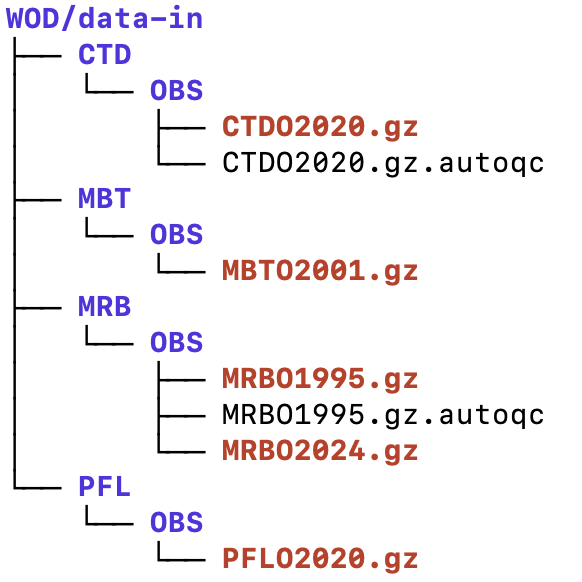 WOD/data-in
├── CTD
│   └── OBS
│       ├── CTDO2020.gz
│       └── CTDO2020.gz.autoqc
├── MBT
│   └── OBS
│       └── MBTO2001.gz
├── MRB
│   └── OBS
│       ├── MRBO1995.gz
│       ├── MRBO1995.gz.autoqc
│       └── MRBO2024.gz
└── PFL
    └── OBS
        └── PFLO2020.gz